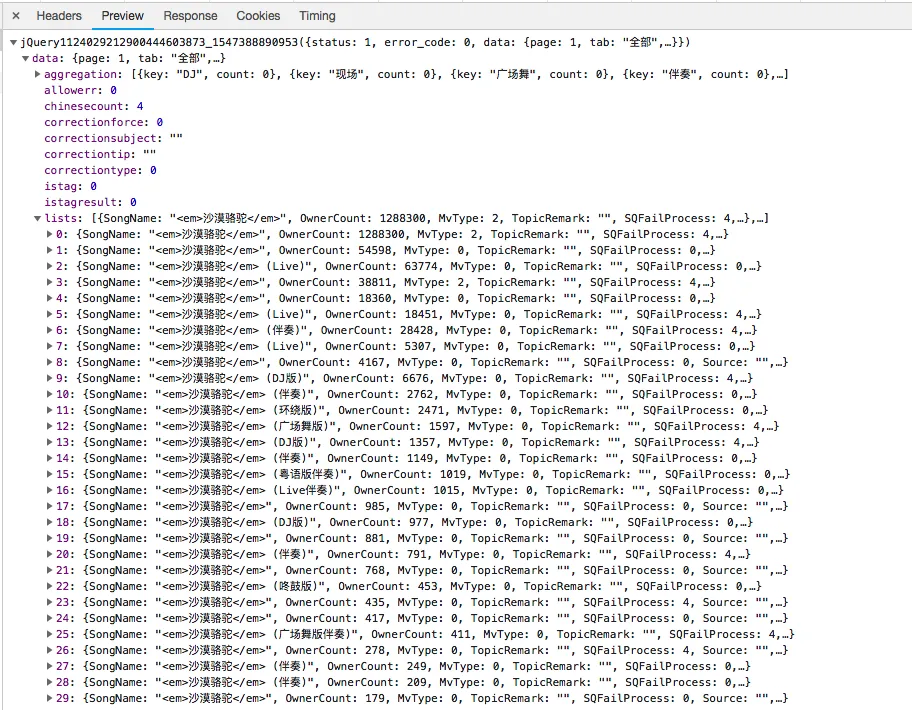 × Headers Preview Response Cookies Timing
▼jQuery1124029212900444603873_1547388890953({status: 1, error_code: 0, data: {page: 1, tab: "全部",…}})
▼data: {page: 1, tab: "全部",…}
▶aggregation: [{key: "DJ", count: 0}, {key: "现场", count: 0}, {key: "广场舞", count: 0}, {key: "伴奏", count: 0},…]
allowerr: 0
chinesecount: 4
correctionforce: 0
correctionsubject: ""
correctiontip: ""
correctiontype: 0
istag: 0
istagresult: 0
▼lists: [{SongName: "<em>沙漠骆驼</em>", OwnerCount: 1288300, MvType: 2, TopicRemark: "", SQFailProcess: 4,…},…]
▶0: {SongName: "<em>沙漠骆驼</em>", OwnerCount: 1288300, MvType: 2, TopicRemark: "", SQFailProcess: 4,…}
▶1: {SongName: "<em>沙漠骆驼</em>", OwnerCount: 54598, MvType: 0, TopicRemark: "", SQFailProcess: 0,…}
▶2: {SongName: "<em>沙漠骆驼</em> (Live)", OwnerCount: 63774, MvType: 0, TopicRemark: "", SQFailProcess: 0,…}
▶3: {SongName: "<em>沙漠骆驼</em>", OwnerCount: 38811, MvType: 2, TopicRemark: "", SQFailProcess: 4,…}
▶4: {SongName: "<em>沙漠骆驼</em>", OwnerCount: 18360, MvType: 0, TopicRemark: "", SQFailProcess: 0,…}
▶5: {SongName: "<em>沙漠骆驼</em> (Live)", OwnerCount: 18451, MvType: 0, TopicRemark: "", SQFailProcess: 4,…}
▶6: {SongName: "<em>沙漠骆驼</em> (伴奏)", OwnerCount: 28428, MvType: 0, TopicRemark: "", SQFailProcess: 4,…}
▶7: {SongName: "<em>沙漠骆驼</em> (Live)", OwnerCount: 5307, MvType: 0, TopicRemark: "", SQFailProcess: 0,…}
▶8: {SongName: "<em>沙漠骆驼</em>", OwnerCount: 4167, MvType: 0, TopicRemark: "", SQFailProcess: 0, Source: "",…}
▶9: {SongName: "<em>沙漠骆驼</em> (DJ版)", OwnerCount: 6676, MvType: 0, TopicRemark: "", SQFailProcess: 4,…}
▶10: {SongName: "<em>沙漠骆驼</em> (伴奏)", OwnerCount: 2762, MvType: 0, TopicRemark: "", SQFailProcess: 0,…}
▶11: {SongName: "<em>沙漠骆驼</em> (环绕版)", OwnerCount: 2471, MvType: 0, TopicRemark: "", SQFailProcess: 0,…}
▶12: {SongName: "<em>沙漠骆驼</em> (广场舞版)", OwnerCount: 1597, MvType: 0, TopicRemark: "", SQFailProcess: 4,…}
▶13: {SongName: "<em>沙漠骆驼</em> (DJ版)", OwnerCount: 1357, MvType: 0, TopicRemark: "", SQFailProcess: 4,…}
▶14: {SongName: "<em>沙漠骆驼</em> (伴奏)", OwnerCount: 1149, MvType: 0, TopicRemark: "", SQFailProcess: 0,…}
▶15: {SongName: "<em>沙漠骆驼</em> (粤语版伴奏)", OwnerCount: 1019, MvType: 0, TopicRemark: "", SQFailProcess: 0,…}
▶16: {SongName: "<em>沙漠骆驼</em> (Live伴奏)", OwnerCount: 1015, MvType: 0, TopicRemark: "", SQFailProcess: 0,…}
▶17: {SongName: "<em>沙漠骆驼</em>", OwnerCount: 985, MvType: 0, TopicRemark: "", SQFailProcess: 0, Source: "",…}
▶18: {SongName: "<em>沙漠骆驼</em> (DJ版)", OwnerCount: 977, MvType: 0, TopicRemark: "", SQFailProcess: 0,…}
▶19: {SongName: "<em>沙漠骆驼</em>", OwnerCount: 881, MvType: 0, TopicRemark: "", SQFailProcess: 0, Source: "",…}
▶20: {SongName: "<em>沙漠骆驼</em> (伴奏)", OwnerCount: 791, MvType: 0, TopicRemark: "", SQFailProcess: 4,…}
▶21: {SongName: "<em>沙漠骆驼</em>", OwnerCount: 768, MvType: 0, TopicRemark: "", SQFailProcess: 0, Source: "",…}
▶22: {SongName: "<em>沙漠骆驼</em> (咚鼓版)", OwnerCount: 453, MvType: 0, TopicRemark: "", SQFailProcess: 0,…}
▶23: {SongName: "<em>沙漠骆驼</em>", OwnerCount: 435, MvType: 0, TopicRemark: "", SQFailProcess: 4, Source: "",…}
▶24: {SongName: "<em>沙漠骆驼</em>", OwnerCount: 417, MvType: 0, TopicRemark: "", SQFailProcess: 0, Source: "",…}
▶25: {SongName: "<em>沙漠骆驼</em> (广场舞版伴奏)", OwnerCount: 411, MvType: 0, TopicRemark: "", SQFailProcess: 4,…}
▶26: {SongName: "<em>沙漠骆驼</em>", OwnerCount: 278, MvType: 0, TopicRemark: "", SQFailProcess: 4, Source: "",…}
▶27: {SongName: "<em>沙漠骆驼</em> (伴奏)", OwnerCount: 249, MvType: 0, TopicRemark: "", SQFailProcess: 0,…}
▶28: {SongName: "<em>沙漠骆驼</em> (伴奏)", OwnerCount: 209, MvType: 0, TopicRemark: "", SQFailProcess: 0,…}
▶29: {SongName: "<em>沙漠骆驼</em>", OwnerCount: 179, MvType: 0, TopicRemark: "", SQFailProcess: 0, Source: "",…}